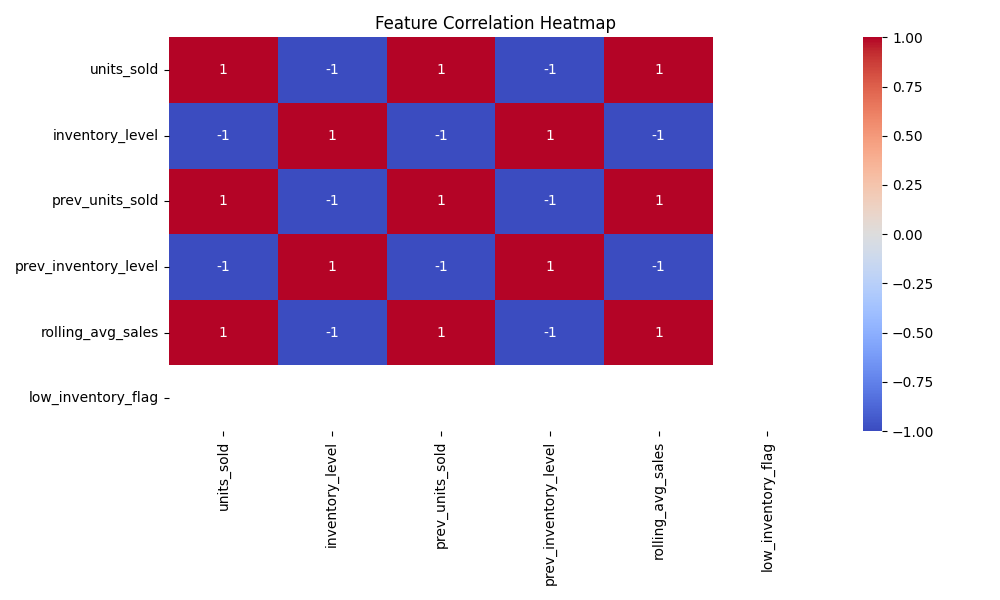 Feature Correlation Heatmap
units_sold 1 -1 1 -1 1
inventory_level -1 1 -1 1 -1
prev_units_sold 1 -1 1 -1 1
prev_inventory_level -1 1 -1 1 -1
rolling_avg_sales 1 -1 1 -1 1
low_inventory_flag
units_sold
inventory_level
prev_units_sold
prev_inventory_level
rolling_avg_sales
low_inventory_flag
1.00
0.75
0.50
0.25
0.00
−0.25
−0.50
−0.75
−1.00